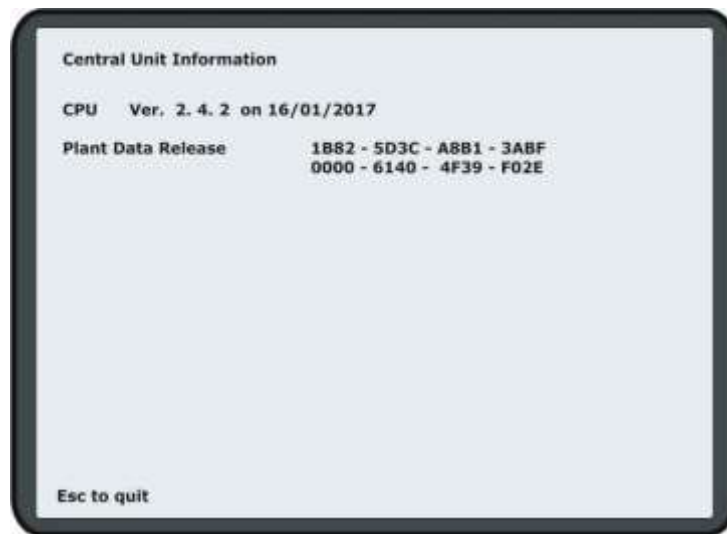 Central Unit Information
CPU Ver. 2. 4. 2 on 16/01/2017
Plant Data Release 1B82 - 5D3C - A8B1 - 3ABF
0000 - 6140 - 4F39 - F02E
Esc to quit